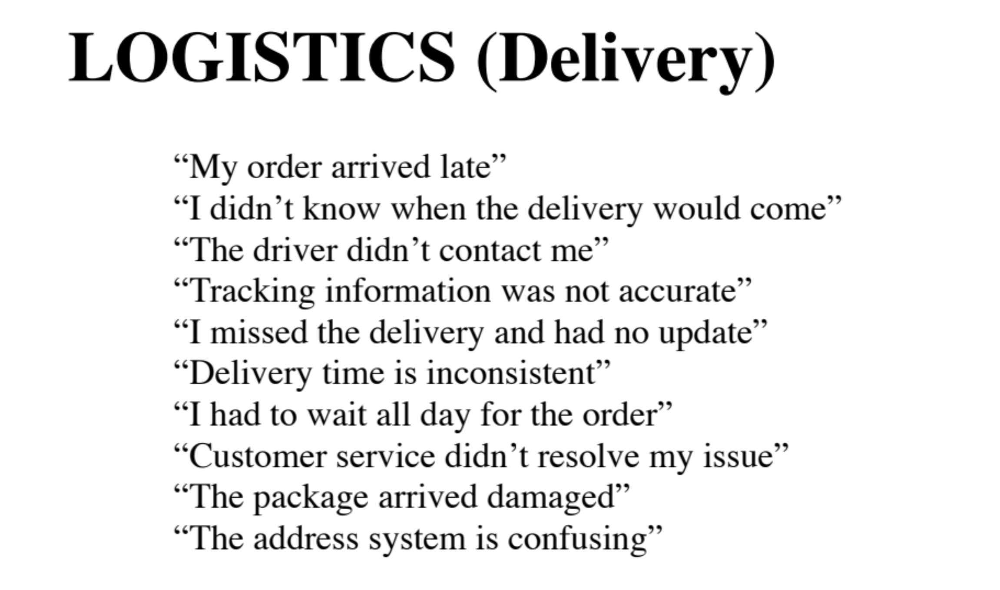 LOGISTICS (Delivery)
“My order arrived late”
“I didn’t know when the delivery would come”
“The driver didn’t contact me”
“Tracking information was not accurate”
“I missed the delivery and had no update”
“Delivery time is inconsistent”
“I had to wait all day for the order”
“Customer service didn’t resolve my issue”
“The package arrived damaged”
“The address system is confusing”